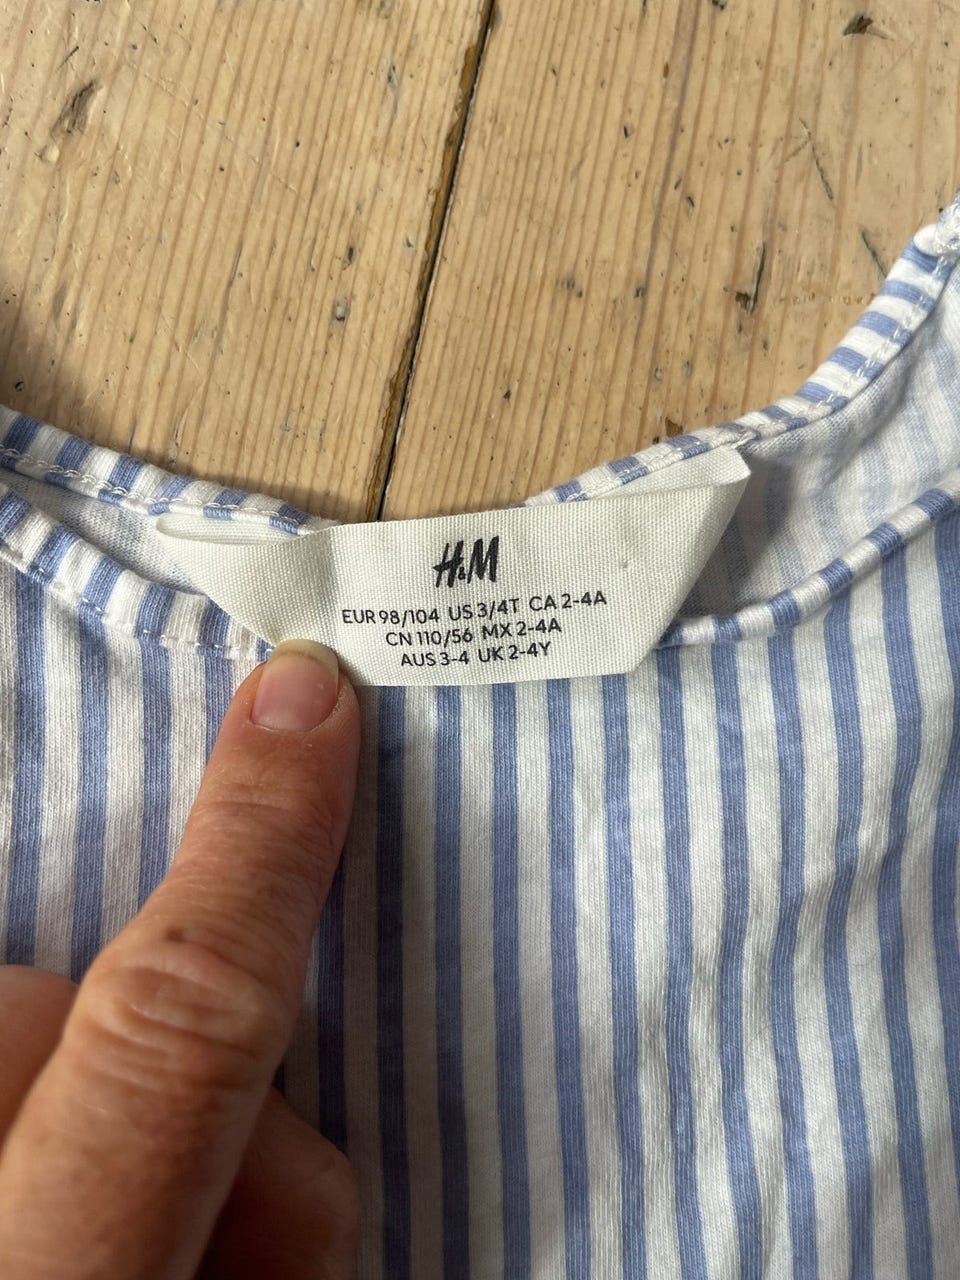 H&M
EUR 98/104 US 3/4T CA 2-4A
CN 110/56 MX 2-4A
AUS 3-4 UK 2-4Y